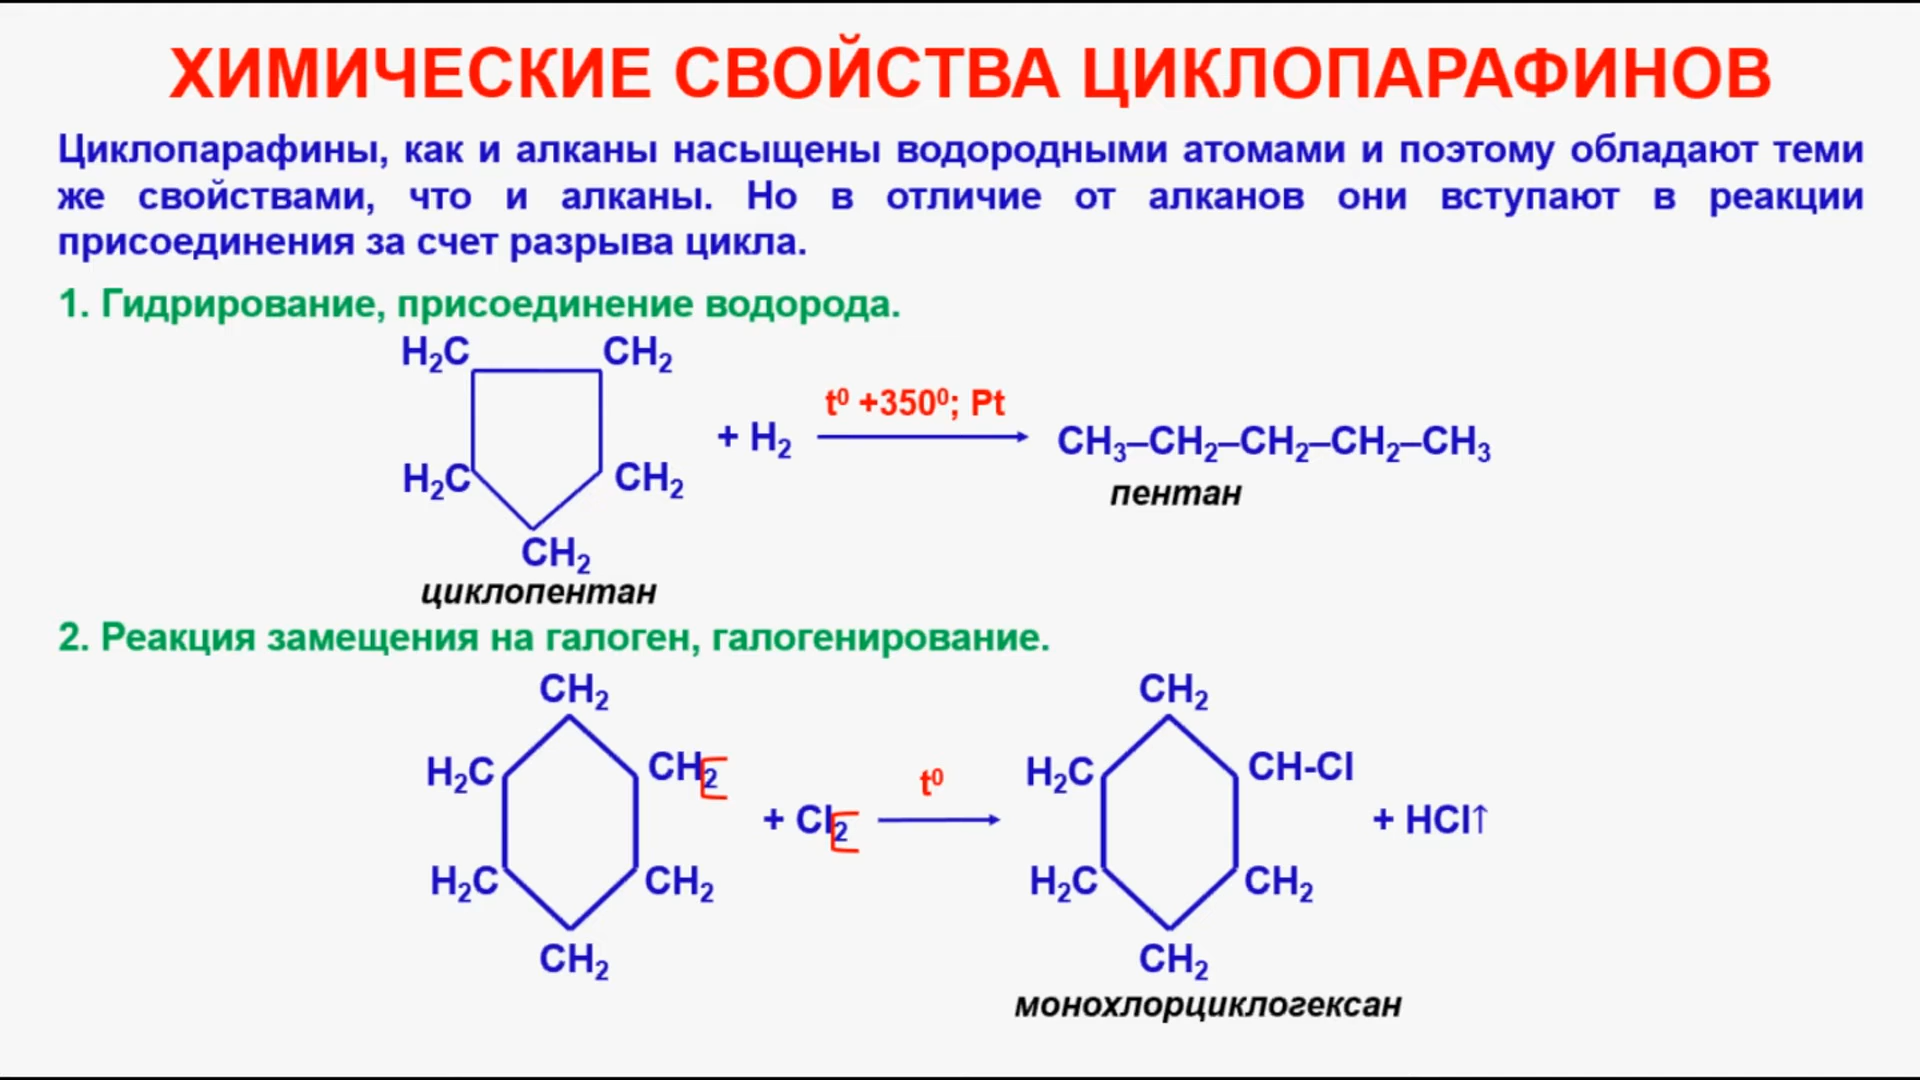 ХИМИЧЕСКИЕ СВОЙСТВА ЦИКЛОПАРАФИНОВ
Циклопарафины, как и алканы насыщены водородными атомами и поэтому обладают теми
же свойствами, что и алканы. Но в отличие от алканов они вступают в реакции
присоединения за счет разрыва цикла.
1. Гидрирование, присоединение водорода.
H₂C CH₂
t⁰ +350⁰; Pt
+ H₂ CH₃–CH₂–CH₂–CH₂–CH₃
H₂C CH₂
пентан
CH₂
циклопентан
2. Реакция замещения на галоген, галогенирование.
CH₂ CH₂
H₂C CH₂ t⁰ H₂C CH-Cl
+ Cl₂ + HCl↑
H₂C CH₂ H₂C CH₂
CH₂ CH₂
монохлорциклогексан